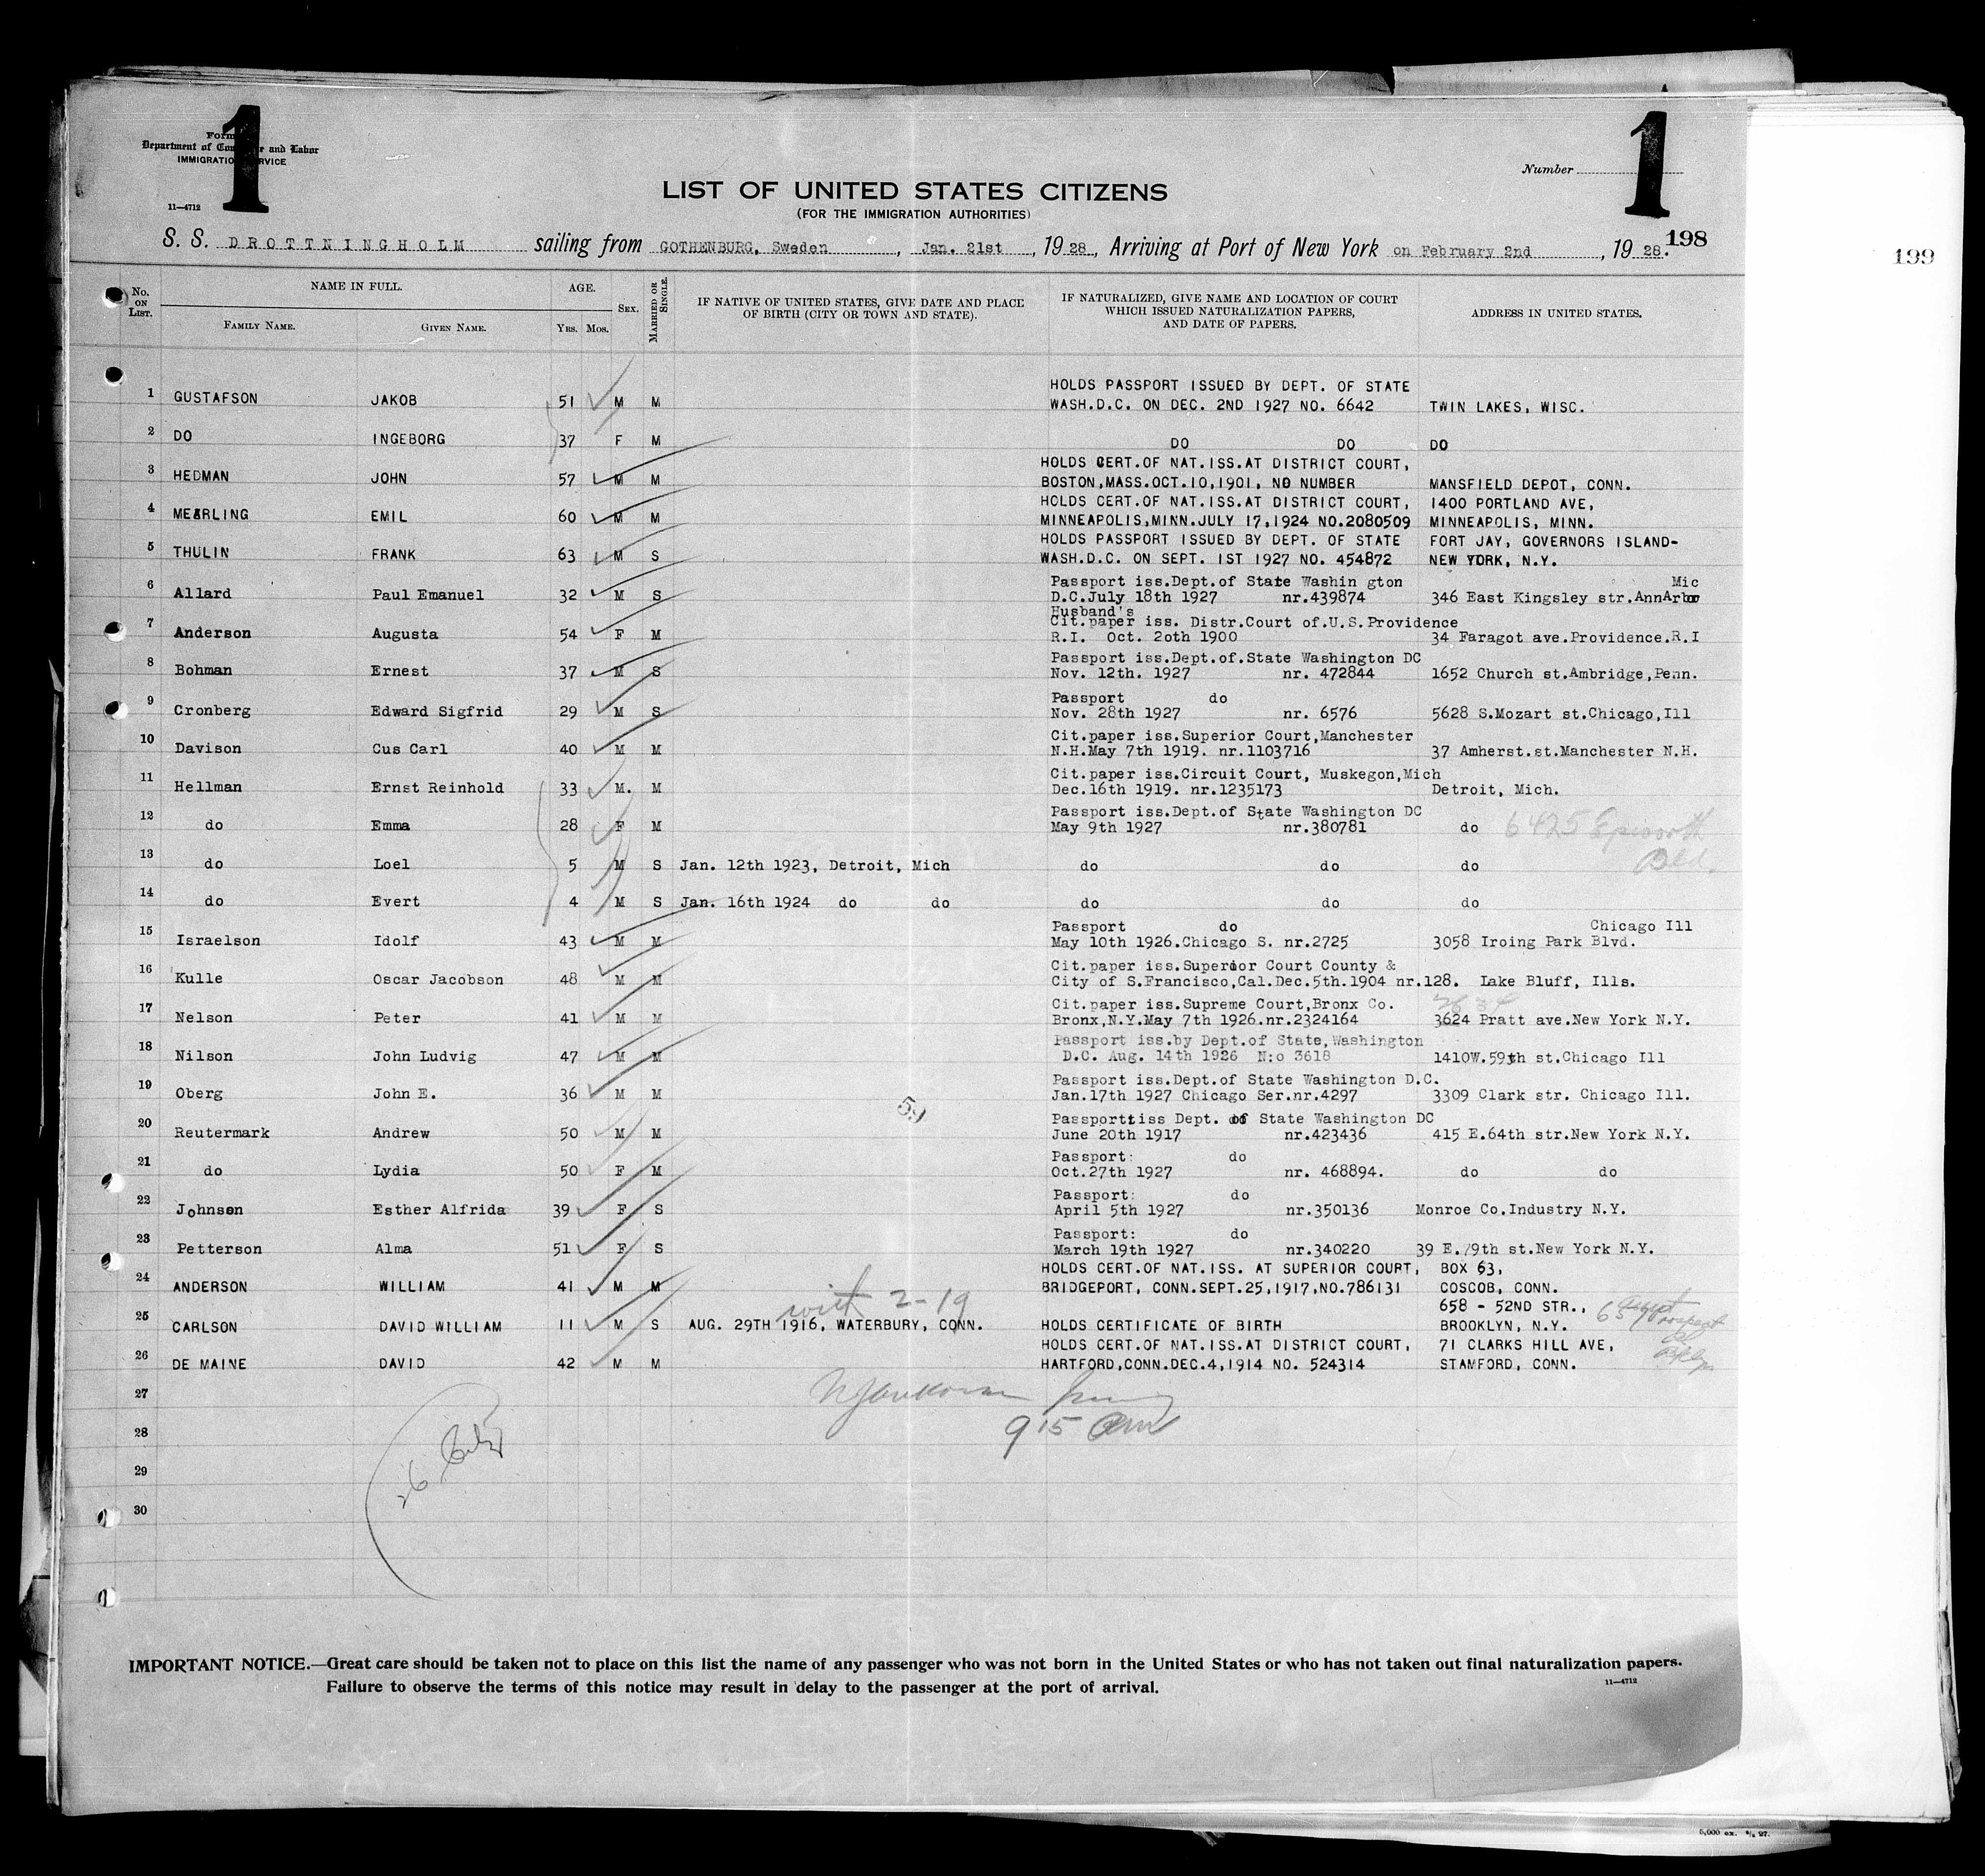 1
1
Form
Department of Commerce and Labor
IMMIGRATION SERVICE
11—4712
Number
LIST OF UNITED STATES CITIZENS
(FOR THE IMMIGRATION AUTHORITIES)
S. S. DROTTNINGHOLM sailing from GOTHENBURG, Sweden, Jan. 21st, 1928, Arriving at Port of New York on February 2nd, 1928.
198
199
No. ON LIST.
NAME IN FULL.
FAMILY NAME.
GIVEN NAME.
AGE.
YRS. MOS.
SEX.
MARRIED OR SINGLE.
IF NATIVE OF UNITED STATES, GIVE DATE AND PLACE OF BIRTH (CITY OR TOWN AND STATE).
IF NATURALIZED, GIVE NAME AND LOCATION OF COURT WHICH ISSUED NATURALIZATION PAPERS, AND DATE OF PAPERS.
ADDRESS IN UNITED STATES.
HOLDS PASSPORT ISSUED BY DEPT. OF STATE
1 GUSTAFSON JAKOB 51 M M WASH.D.C. ON DEC. 2ND 1927 NO. 6642 TWIN LAKES, WISC.
2 DO INGEBORG 37 F M DO DO DO
HOLDS CERT.OF NAT.ISS.AT DISTRICT COURT,
3 HEDMAN JOHN 57 M M BOSTON,MASS.OCT.10,1901, NO NUMBER MANSFIELD DEPOT, CONN.
HOLDS CERT.OF NAT.ISS.AT DISTRICT COURT, 1400 PORTLAND AVE,
4 MEARLING EMIL 60 M M MINNEAPOLIS,MINN.JULY 17,1924 NO.2080509 MINNEAPOLIS, MINN.
HOLDS PASSPORT ISSUED BY DEPT. OF STATE FORT JAY, GOVERNORS ISLAND-
5 THULIN FRANK 63 M S WASH.D.C. ON SEPT. 1ST 1927 NO. 454872 NEW YORK, N.Y.
Passport iss.Dept.of State Washin gton Mic
6 Allard Paul Emanuel 32 M S D.C.July 18th 1927 nr.439874 346 East Kingsley str.AnnArbor
Husband's
Cit.paper iss. Distr.Court of.U.S.Providence
7 Anderson Augusta 54 F M R.I. Oct. 2oth 1900 34 Faragot ave.Providence.R.I
Passport iss.Dept.of.State Washington DC
8 Bohman Ernest 37 M S Nov. 12th. 1927 nr. 472844 1652 Church st.Ambridge,Penn.
Passport do
9 Cronberg Edward Sigfrid 29 M S Nov. 28th 1927 nr. 6576 5628 S.Mozart st.Chicago,Ill
Cit.paper iss.Superior Court,Manchester
10 Davison Cus Carl 40 M M N.H.May 7th 1919. nr.1103716 37 Amherst.st.Manchester N.H.
Cit.paper iss.Circuit Court, Muskegon,Mich
11 Hellman Ernst Reinhold 33 M. M Dec.16th 1919. nr.1235173 Detroit, Mich.
Passport iss.Dept.of State Washington DC
12 do Emma 28 F M May 9th 1927 nr.380781 do 6425 Epworth
Bld.
13 do Loel 5 M S Jan. 12th 1923, Detroit, Mich do do do
14 do Evert 4 M S Jan. 16th 1924 do do do do do
Passport do Chicago Ill
15 Israelson Idolf 43 M M May 10th 1926.Chicago S. nr.2725 3058 Iroing Park Blvd.
Cit.paper iss.Superior Court County &
16 Kulle Oscar Jacobson 48 M M City of S.Francisco,Cal.Dec.5th.1904 nr.128. Lake Bluff, Ills.
Cit.paper iss.Supreme Court,Bronx Co.
17 Nelson Peter 41 M M Bronx,N.Y.May 7th 1926.nr.2324164 3624 Pratt ave.New York N.Y.
Passport iss.by Dept.of State,Washington
18 Nilson John Ludvig 47 M M D.C. Aug. 14th 1926 N:o 3618 1410W.59th st.Chicago Ill
Passport iss.Dept.of State Washington D.C.
19 Oberg John E. 36 M M Jan.17th 1927 Chicago Ser.nr.4297 3309 Clark str. Chicago Ill.
59
Passporttiss Dept. of State Washington DC
20 Reutermark Andrew 50 M M June 20th 1917 nr.423436 415 E.64th str.New York N.Y.
Passport: do
21 do Lydia 50 F M Oct.27th 1927 nr. 468894. do do
Passport: do
22 Johnson Esther Alfrida 39 F S April 5th 1927 nr.350136 Monroe Co.Industry N.Y.
Passport: do
23 Petterson Alma 51 F S March 19th 1927 nr.340220 39 E.79th st.New York N.Y.
HOLDS CERT.OF NAT.ISS. AT SUPERIOR COURT, BOX 63,
24 ANDERSON WILLIAM 41 M M BRIDGEPORT, CONN.SEPT.25,1917,NO.786131 COSCOB, CONN.
2-19 658 - 52ND STR.,
25 CARLSON DAVID WILLIAM 11 M S AUG. 29TH 1916, WATERBURY, CONN. HOLDS CERTIFICATE OF BIRTH BROOKLYN, N.Y.
HOLDS CERT.OF NAT.ISS.AT DISTRICT COURT, 71 CLARKS HILL AVE,
26 DE MAINE DAVID 42 M M HARTFORD,CONN.DEC.4,1914 NO. 524314 STAMFORD, CONN.
27
28
915 am
29
30
IMPORTANT NOTICE.—Great care should be taken not to place on this list the name of any passenger who was not born in the United States or who has not taken out final naturalization papers.
Failure to observe the terms of this notice may result in delay to the passenger at the port of arrival.
11—4712